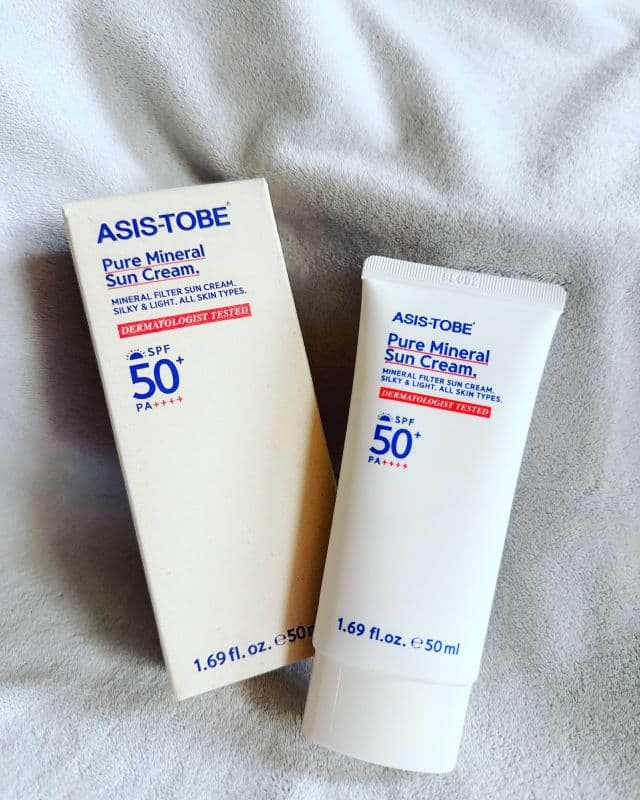 ASIS-TOBE®
Pure Mineral
Sun Cream.
MINERAL FILTER SUN CREAM.
SILKY & LIGHT. ALL SKIN TYPES.
DERMATOLOGIST TESTED
SPF
50+
PA++++
1.69 fl. oz. ℮50
ASIS-TOBE
Pure Mineral
Sun Cream.
MINERAL FILTER SUN CREAM.
SILKY & LIGHT. ALL SKIN TYPES.
DERMATOLOGIST TESTED
SPF
50+
PA++++
1.69 fl. oz. ℮50ml